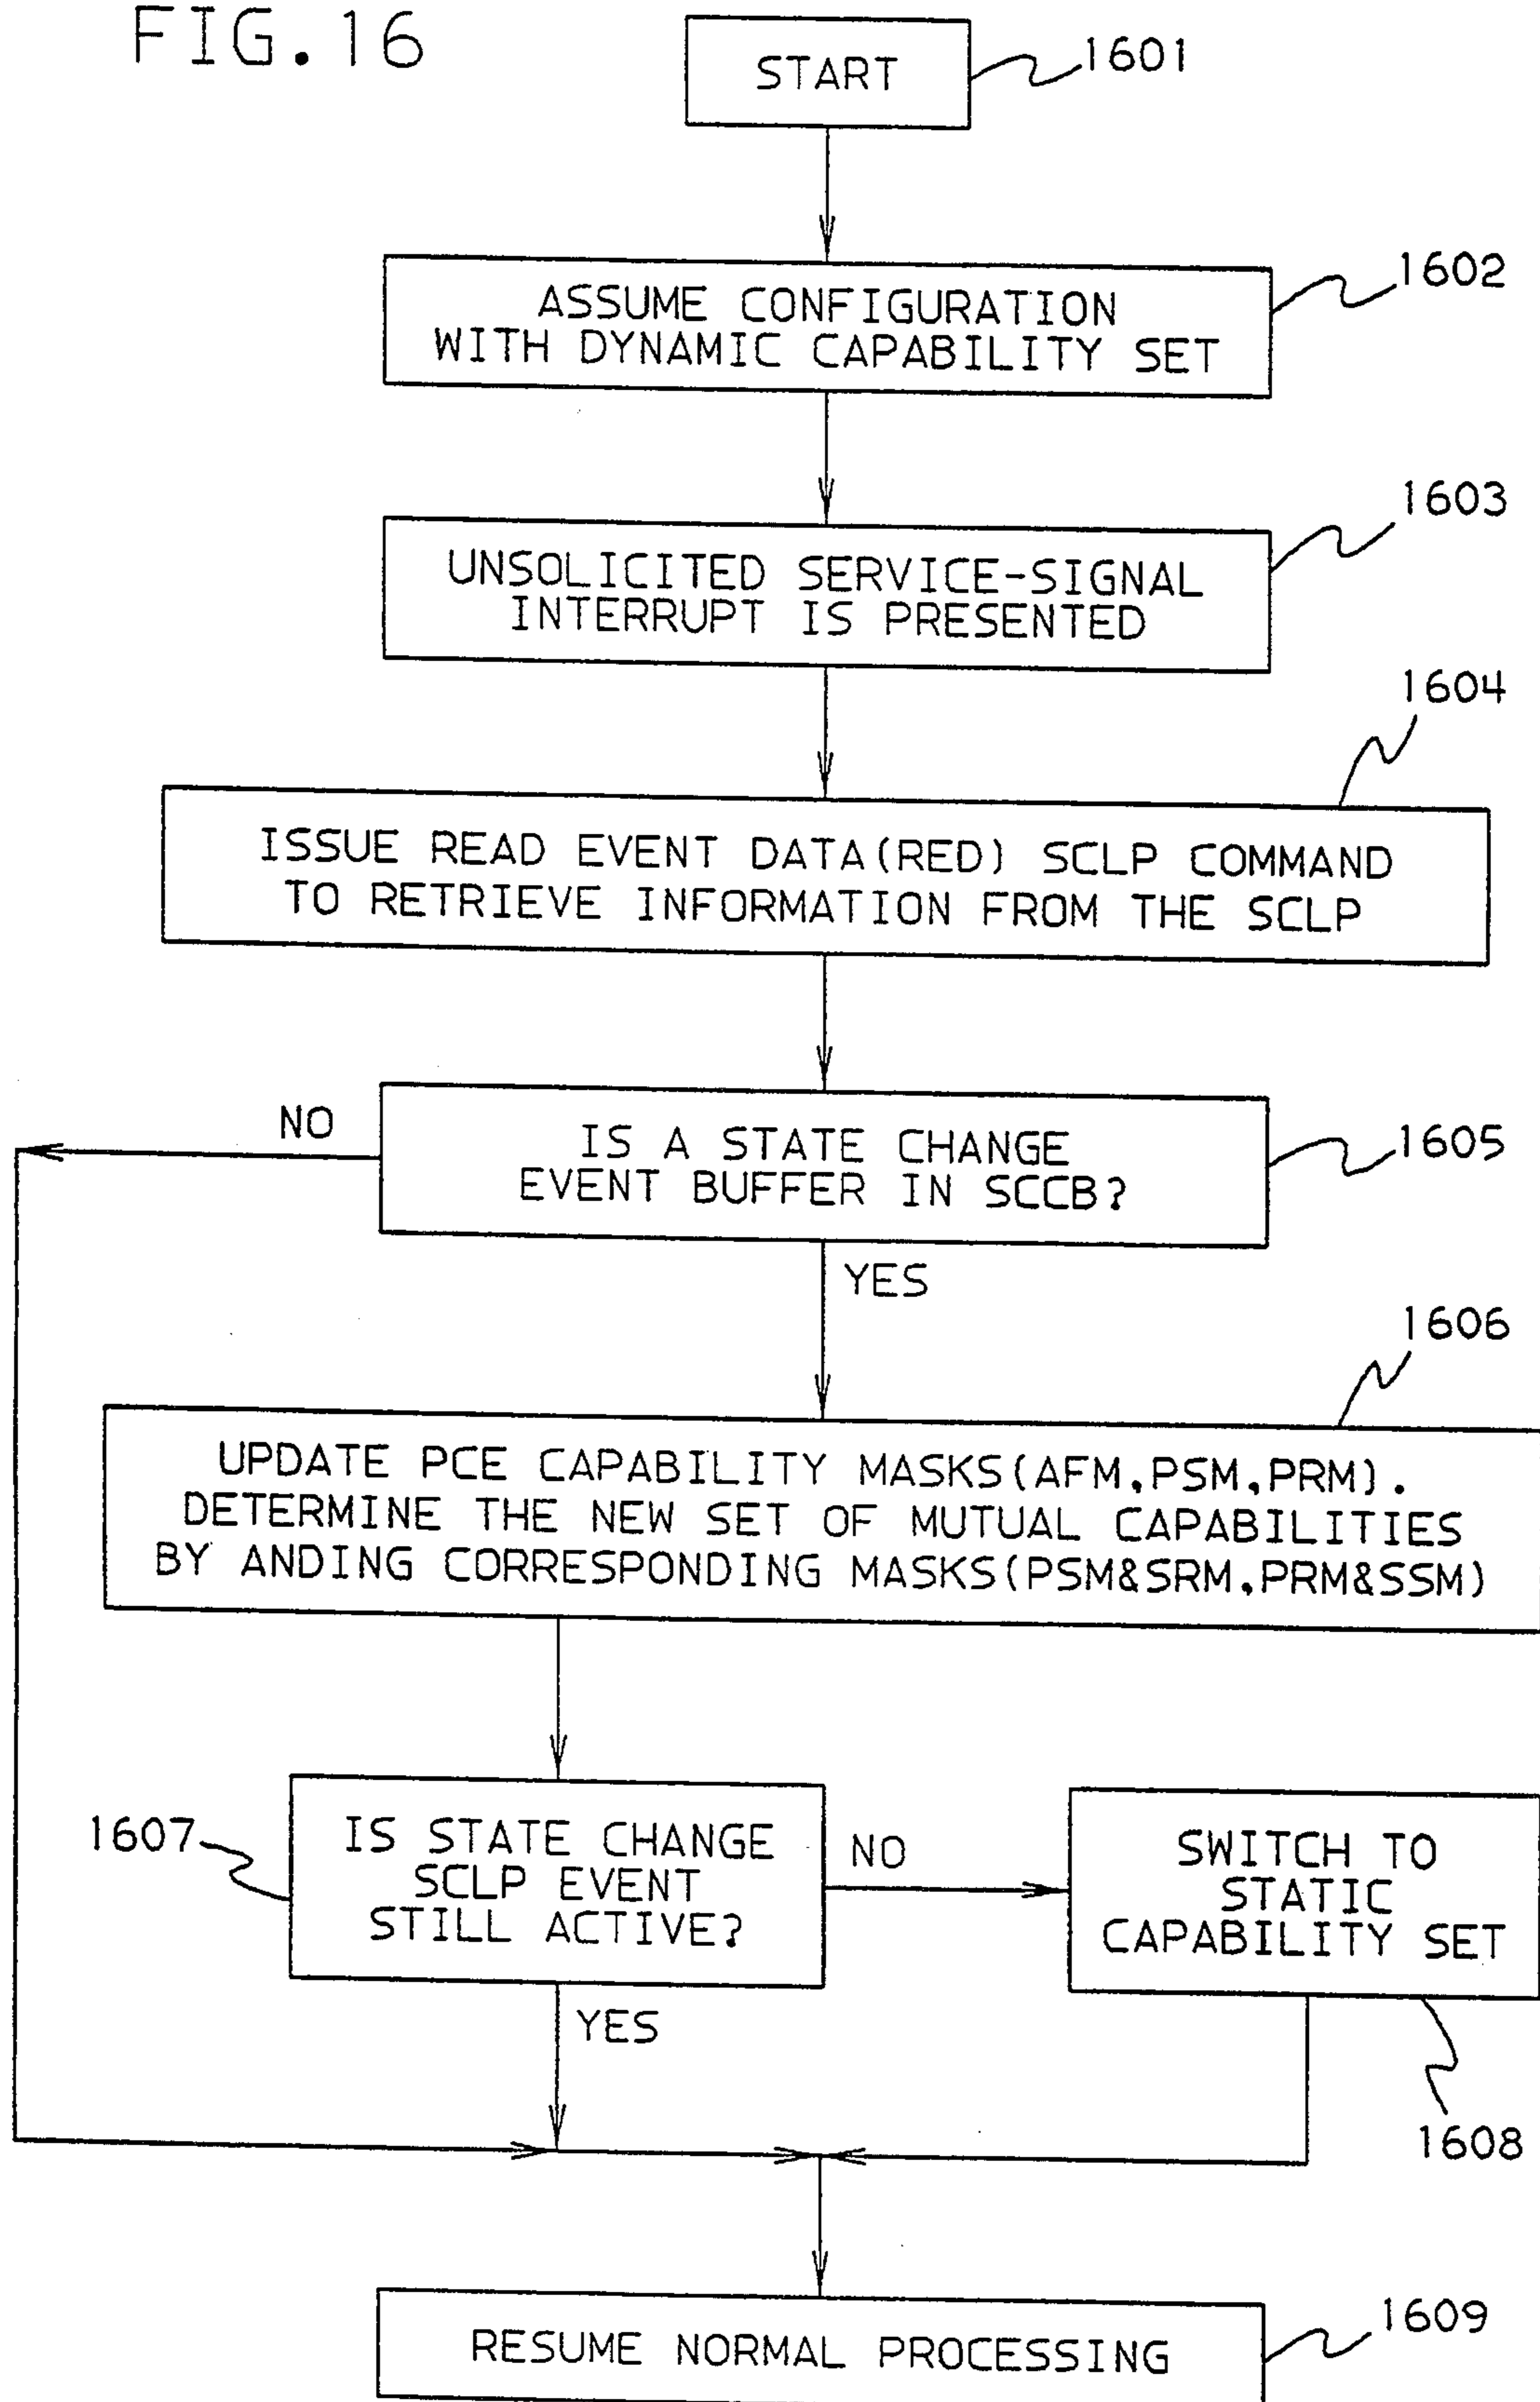 FIG.16
START
1601
ASSUME CONFIGURATION
WITH DYNAMIC CAPABILITY SET
1602
UNSOLICITED SERVICE-SIGNAL
INTERRUPT IS PRESENTED
1603
1604
ISSUE READ EVENT DATA(RED) SCLP COMMAND
TO RETRIEVE INFORMATION FROM THE SCLP
NO
IS A STATE CHANGE
EVENT BUFFER IN SCCB?
1605
YES
1606
UPDATE PCE CAPABILITY MASKS(AFM,PSM,PRM).
DETERMINE THE NEW SET OF MUTUAL CAPABILITIES
BY ANDING CORRESPONDING MASKS(PSM&SRM,PRM&SSM)
1607
IS STATE CHANGE
SCLP EVENT
STILL ACTIVE?
NO
SWITCH TO
STATIC
CAPABILITY SET
YES
1608
RESUME NORMAL PROCESSING
1609